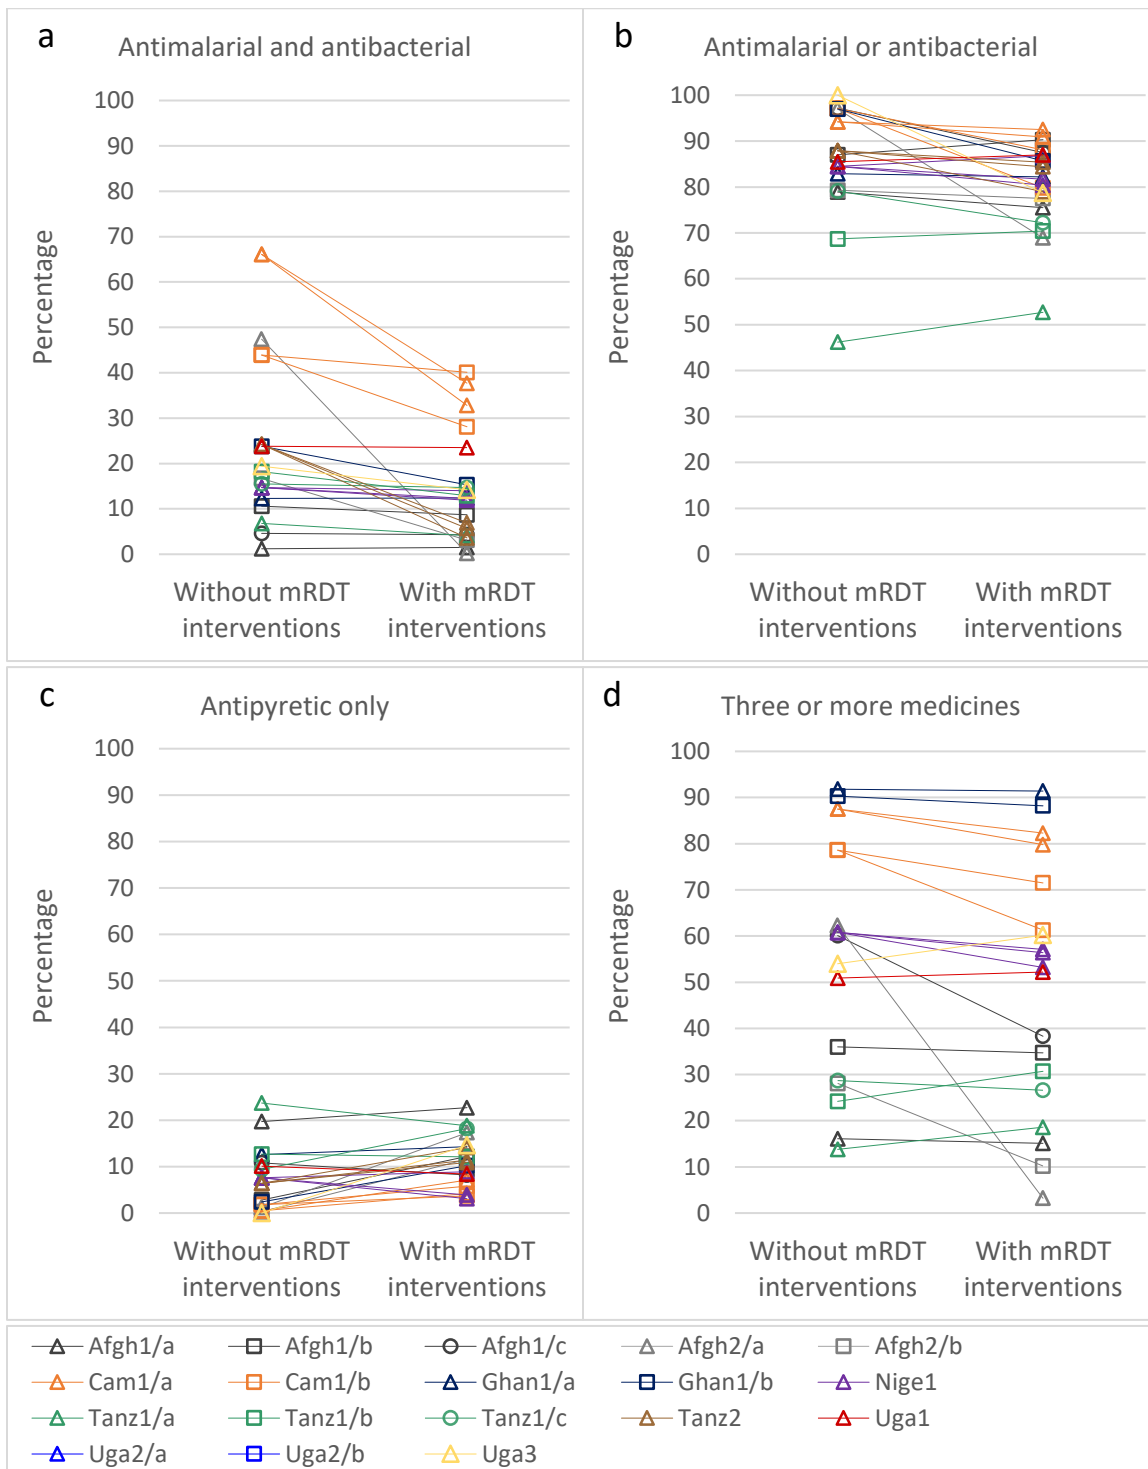 a
Antimalarial and antibacterial
100
90
80
70
60
50
40
30
20
10
0
Percentage
Without mRDT
interventions
With mRDT
interventions
b
Antimalarial or antibacterial
100
90
80
70
60
50
40
30
20
10
0
Percentage
Without mRDT
interventions
With mRDT
interventions
c
Antipyretic only
100
90
80
70
60
50
40
30
20
10
0
Percentage
Without mRDT
interventions
With mRDT
interventions
d
Three or more medicines
100
90
80
70
60
50
40
30
20
10
0
Percentage
Without mRDT
interventions
With mRDT
interventions
Afgh1/a Afgh1/b Afgh1/c Afgh2/a Afgh2/b
Cam1/a Cam1/b Ghan1/a Ghan1/b Nige1
Tanz1/a Tanz1/b Tanz1/c Tanz2 Uga1
Uga2/a Uga2/b Uga3